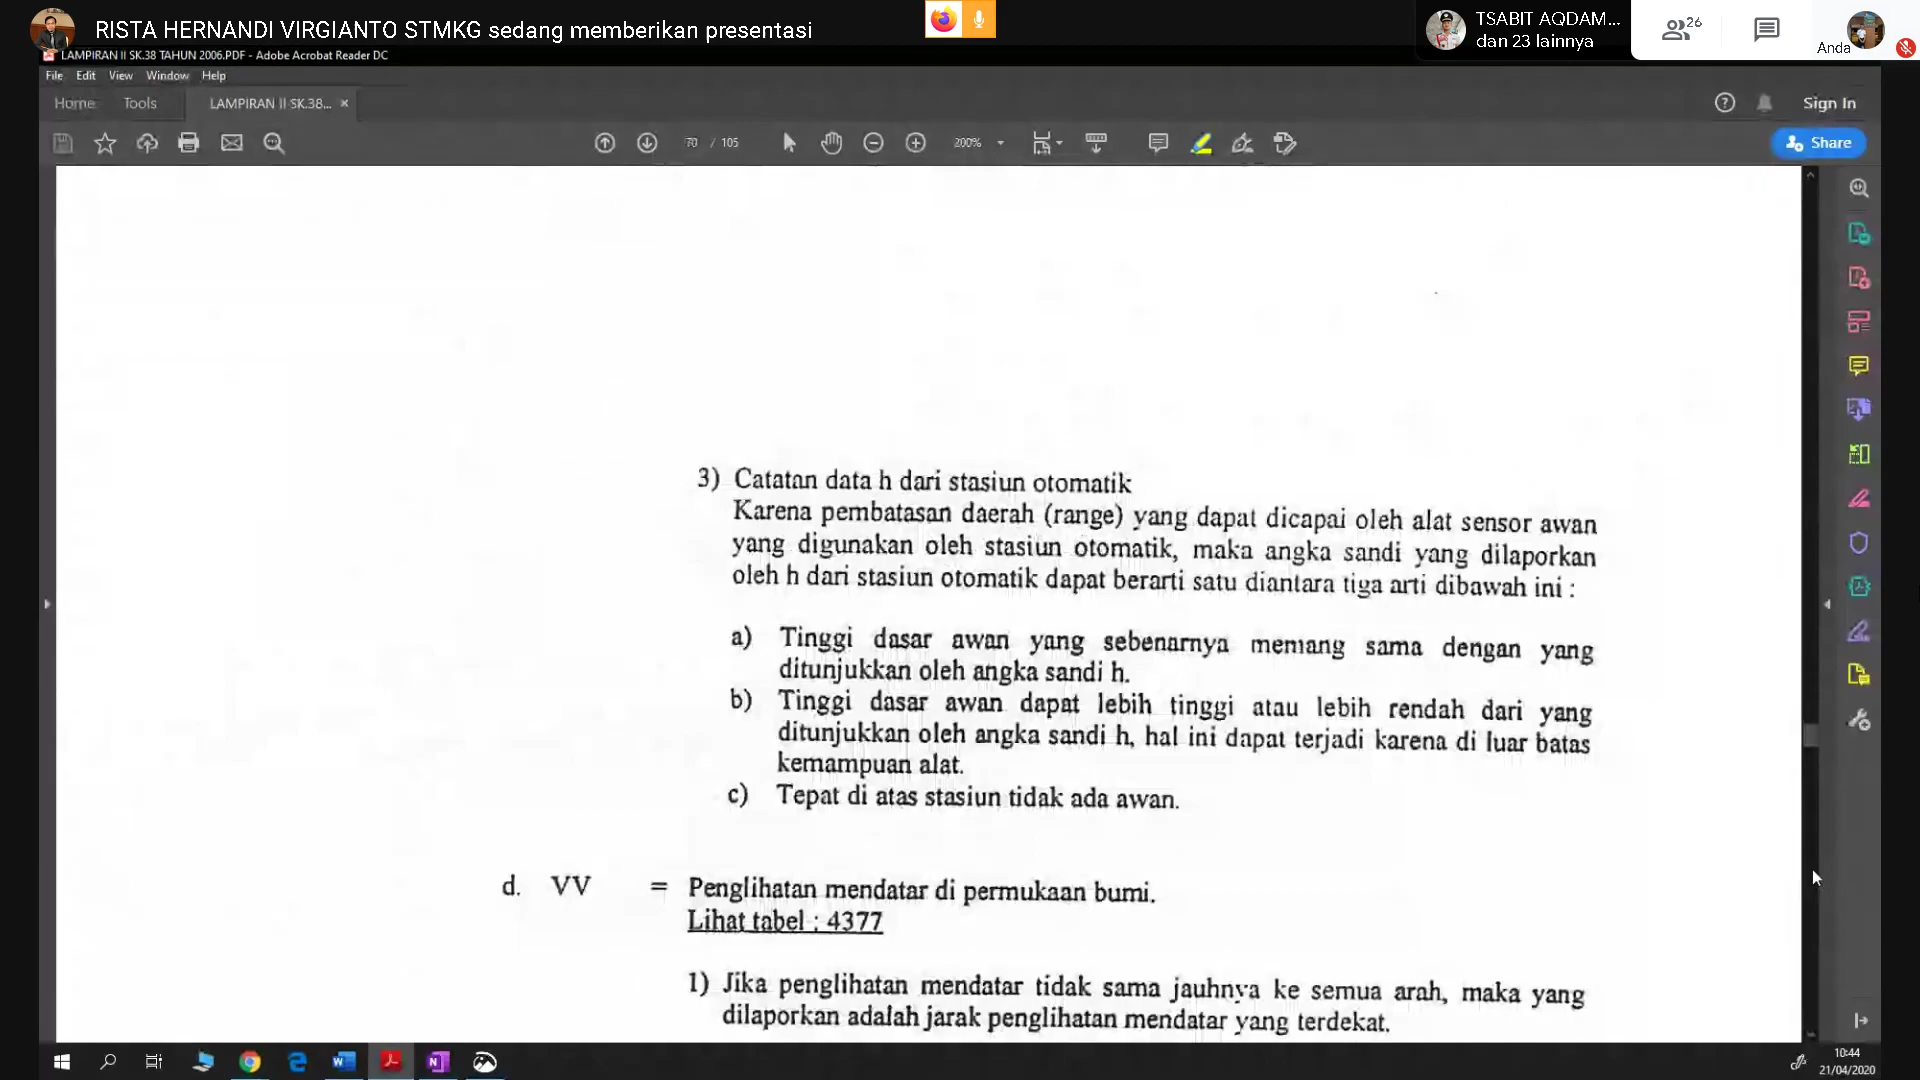 RISTA HERNANDI VIRGIANTO STMKG sedang memberikan presentasi
TSABIT AQDAM...
dan 23 lainnya
26
Anda
LAMPIRAN II SK.38 TAHUN 2006.PDF - Adobe Acrobat Reader DC
File Edit View Window Help
Home Tools LAMPIRAN II SK.38... × Sign In
70 / 105 200% Share
3) Catatan data h dari stasiun otomatik
Karena pembatasan daerah (range) yang dapat dicapai oleh alat sensor awan
yang digunakan oleh stasiun otomatik, maka angka sandi yang dilaporkan
oleh h dari stasiun otomatik dapat berarti satu diantara tiga arti dibawah ini :
a) Tinggi dasar awan yang sebenarnya memang sama dengan yang
ditunjukkan oleh angka sandi h.
b) Tinggi dasar awan dapat lebih tinggi atau lebih rendah dari yang
ditunjukkan oleh angka sandi h, hal ini dapat terjadi karena di luar batas
kemampuan alat.
c) Tepat di atas stasiun tidak ada awan.
d. VV = Penglihatan mendatar di permukaan bumi.
Lihat tabel : 4377
1) Jika penglihatan mendatar tidak sama jauhnya ke semua arah, maka yang
dilaporkan adalah jarak penglihatan mendatar yang terdekat.
10:44
21/04/2020